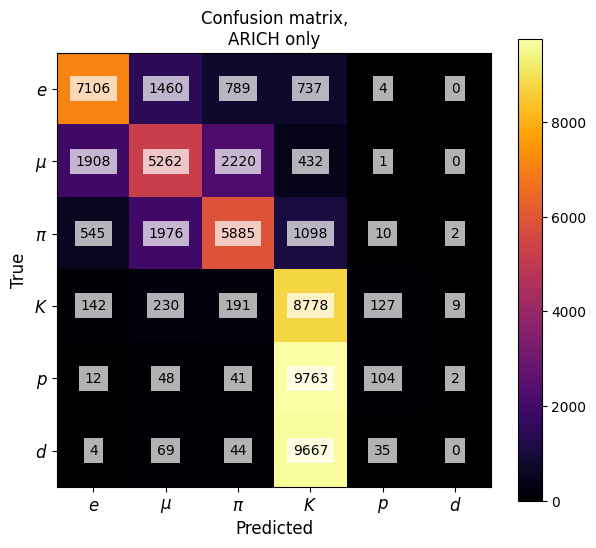 Confusion matrix,
ARICH only
e 7106 1460 789 737 4 0
μ 1908 5262 2220 432 1 0
π 545 1976 5885 1098 10 2
K 142 230 191 8778 127 9
p 12 48 41 9763 104 2
d 4 69 44 9667 35 0
e μ π K p d
Predicted
True
8000
6000
4000
2000
0